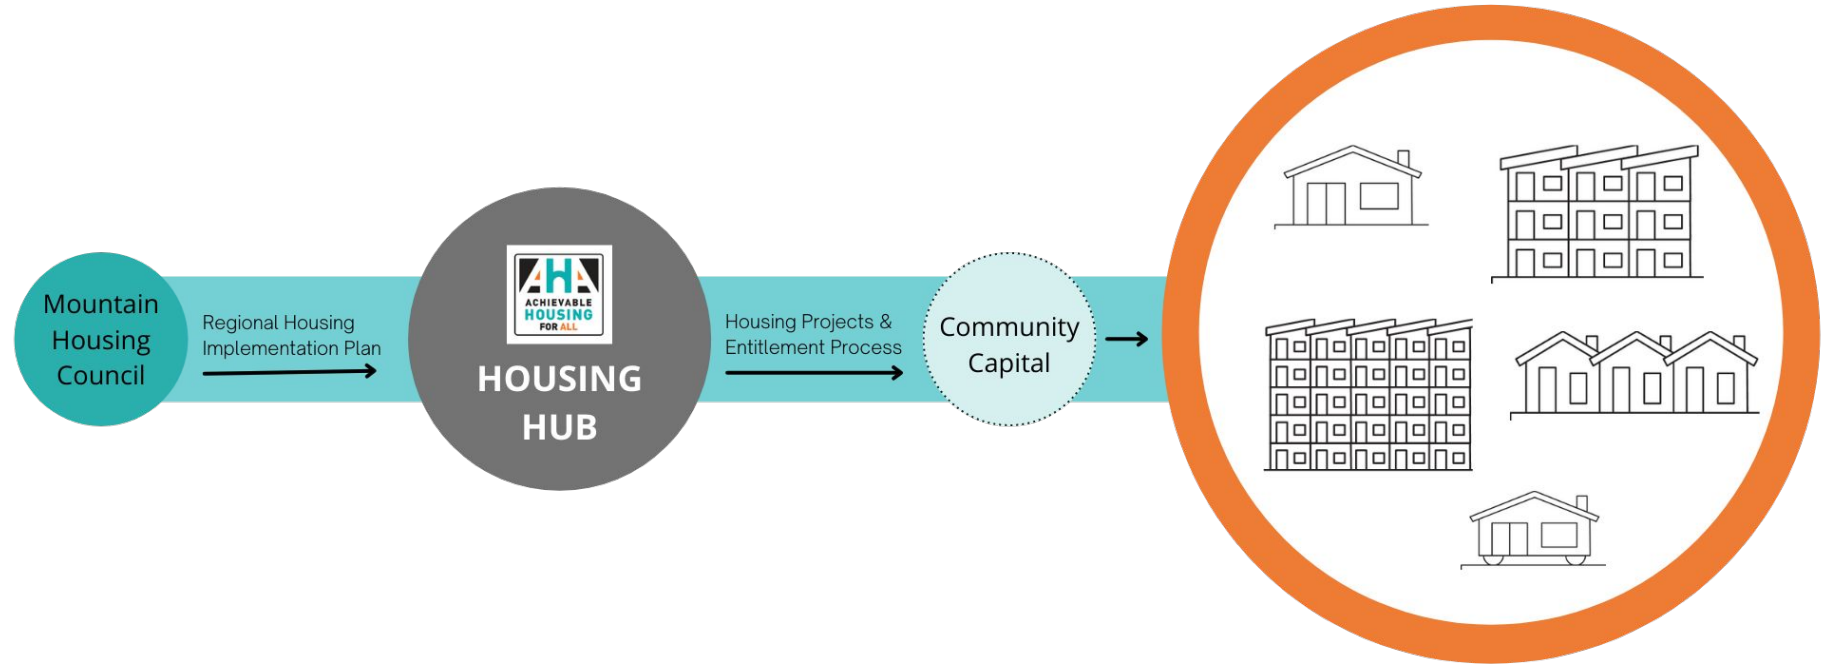 Mountain
Housing
Council
Regional Housing
Implementation Plan
AHA
ACHIEVABLE
HOUSING
FOR ALL
HOUSING
HUB
Housing Projects &
Entitlement Process
Community
Capital